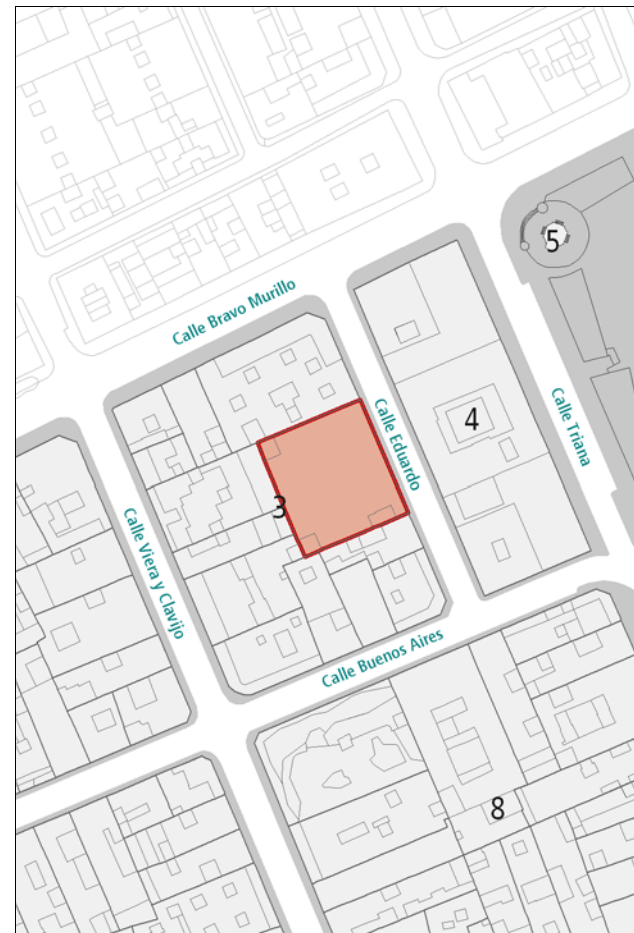 5
Calle Bravo Murillo
Calle Eduardo
4
Calle Triana
3
Calle Viera y Clavijo
Calle Buenos Aires
8